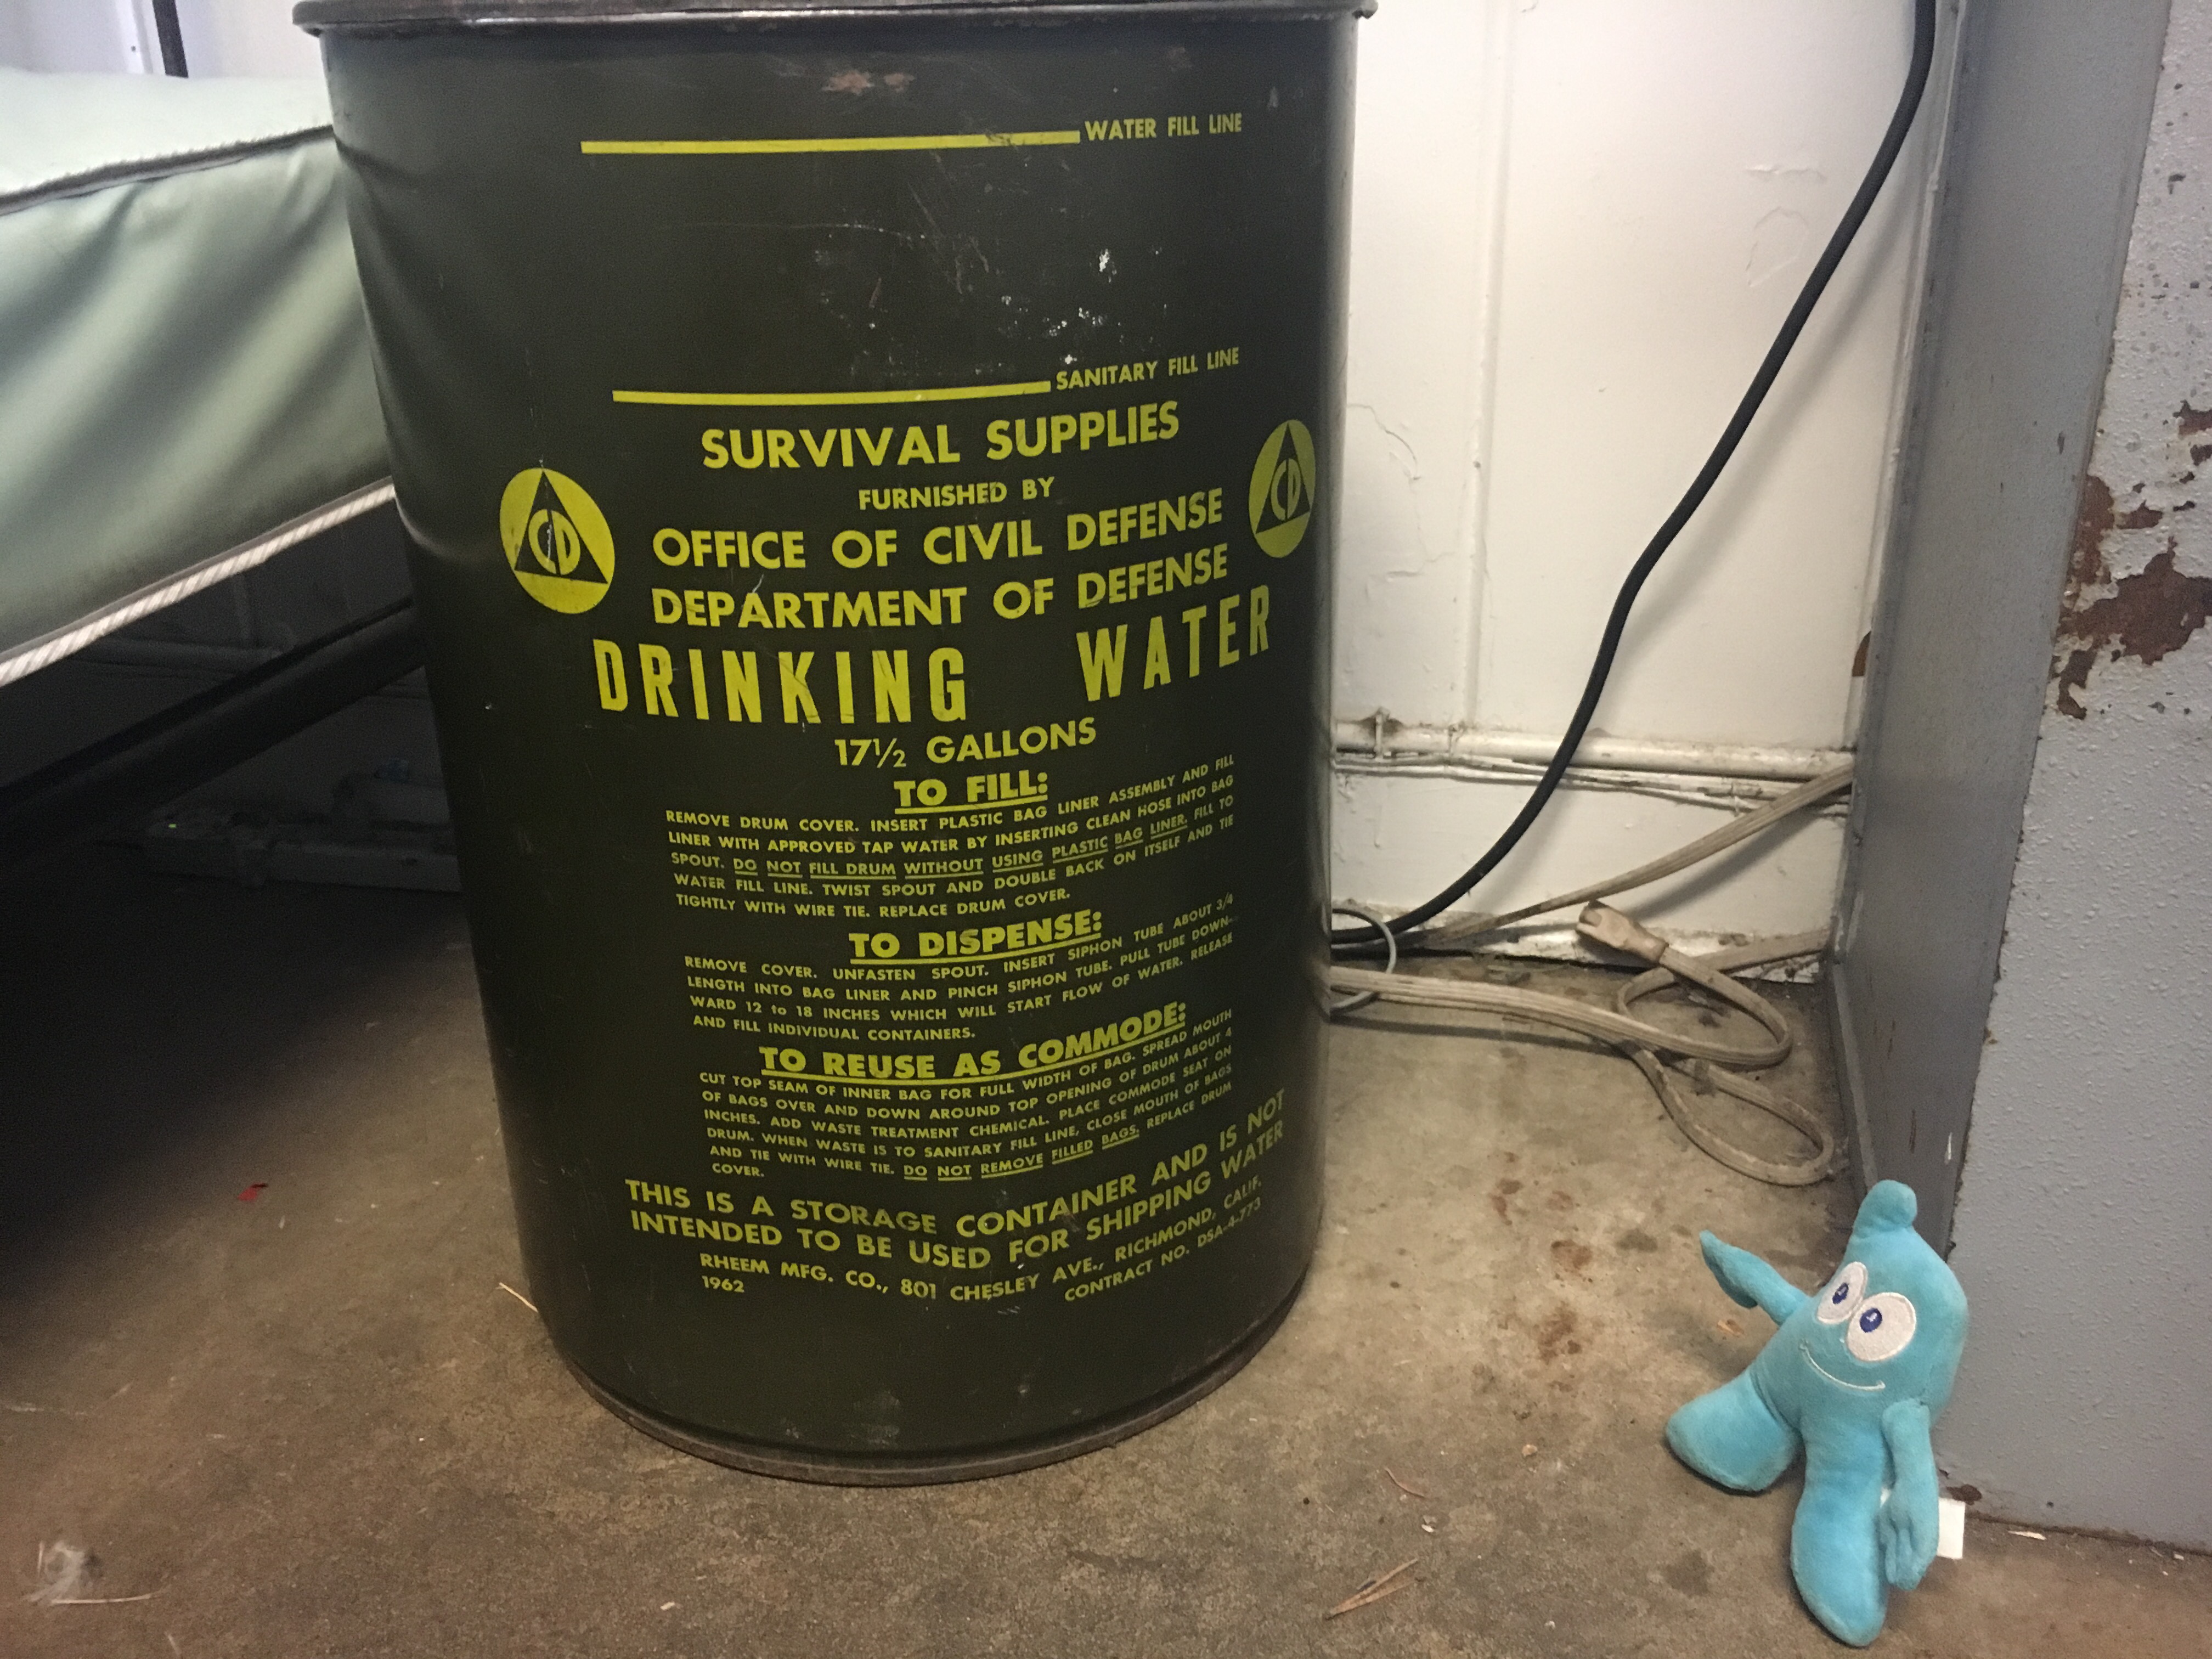 WATER FILL LINE
SANITARY FILL LINE
SURVIVAL SUPPLIES
FURNISHED BY
CD
CD
OFFICE OF CIVIL DEFENSE
DEPARTMENT OF DEFENSE
DRINKING WATER
17½ GALLONS
TO FILL:
REMOVE DRUM COVER. INSERT PLASTIC BAG LINER ASSEMBLY AND FILL
LINER WITH APPROVED TAP WATER BY INSERTING CLEAN HOSE INTO BAG
SPOUT. DO NOT FILL DRUM WITHOUT USING PLASTIC BAG LINER. FILL TO
WATER FILL LINE. TWIST SPOUT AND DOUBLE BACK ON ITSELF AND TIE
TIGHTLY WITH WIRE TIE. REPLACE DRUM COVER.
TO DISPENSE:
REMOVE COVER. UNFASTEN SPOUT. INSERT SIPHON TUBE ABOUT 3/4
LENGTH INTO BAG LINER AND PINCH SIPHON TUBE. PULL TUBE DOWN-
WARD 12 to 18 INCHES WHICH WILL START FLOW OF WATER. RELEASE
AND FILL INDIVIDUAL CONTAINERS.
TO REUSE AS COMMODE:
CUT TOP SEAM OF INNER BAG FOR FULL WIDTH OF BAG. SPREAD MOUTH
OF BAGS OVER AND DOWN AROUND TOP OPENING OF DRUM ABOUT 4
INCHES. ADD WASTE TREATMENT CHEMICAL. PLACE COMMODE SEAT ON
DRUM. WHEN WASTE IS TO SANITARY FILL LINE, CLOSE MOUTH OF BAGS
AND TIE WITH WIRE TIE. DO NOT REMOVE FILLED BAGS. REPLACE DRUM
COVER.
THIS IS A STORAGE CONTAINER AND IS NOT
INTENDED TO BE USED FOR SHIPPING WATER
RHEEM MFG. CO., 801 CHESLEY AVE., RICHMOND, CALIF.
1962 CONTRACT NO. DSA-4-773